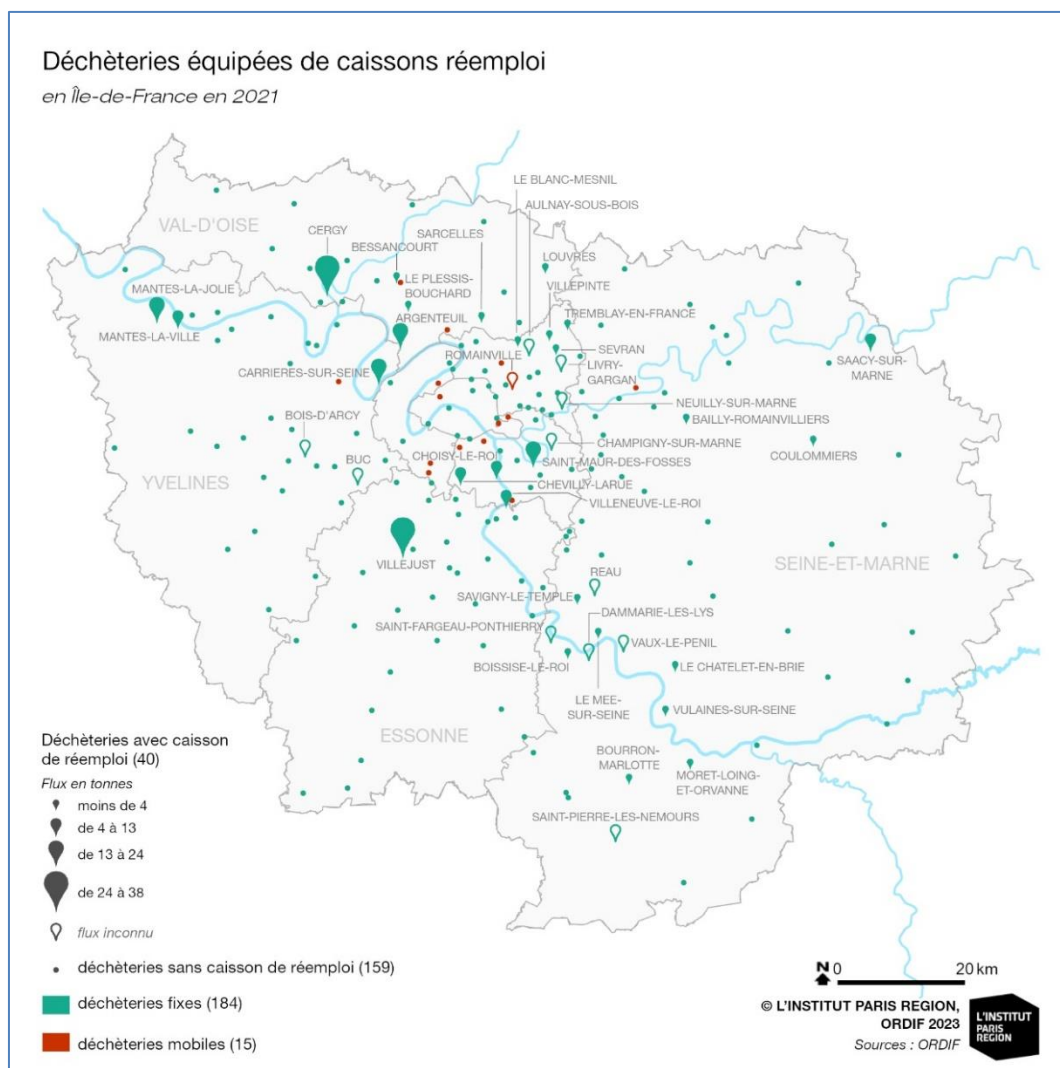 Déchèteries équipées de caissons réemploi
en Île-de-France en 2021
LE BLANC-MESNIL
AULNAY-SOUS-BOIS
VAL-D'OISE
CERGY
SARCELLES
BESSANCOURT
LOUVRES
LE PLESSIS-
BOUCHARD
VILLEPINTE
MANTES-LA-JOLIE
TREMBLAY-EN-FRANCE
ARGENTEUIL
MANTES-LA-VILLE
ROMAINVILLE
SEVRAN
LIVRY-
GARGAN
SAACY-SUR-
MARNE
CARRIERES-SUR-SEINE
NEUILLY-SUR-MARNE
BOIS-D'ARCY
BAILLY-ROMAINVILLIERS
CHAMPIGNY-SUR-MARNE
COULOMMIERS
BUC
CHOISY-LE-ROI
SAINT-MAUR-DES-FOSSES
YVELINES
CHEVILLY-LARUE
VILLENEUVE-LE-ROI
VILLEJUST
SEINE-ET-MARNE
REAU
SAVIGNY-LE-TEMPLE
DAMMARIE-LES-LYS
SAINT-FARGEAU-PONTHIERRY
VAUX-LE-PENIL
BOISSISE-LE-ROI
LE CHATELET-EN-BRIE
LE MEE-
SUR-SEINE
VULAINES-SUR-SEINE
ESSONNE
BOURRON-
MARLOTTE
MORET-LOING-
ET-ORVANNE
SAINT-PIERRE-LES-NEMOURS
Déchèteries avec caisson
de réemploi (40)
Flux en tonnes
moins de 4
de 4 à 13
de 13 à 24
de 24 à 38
flux inconnu
déchèteries sans caisson de réemploi (159)
déchèteries fixes (184)
déchèteries mobiles (15)
N 0 20 km
© L'INSTITUT PARIS REGION,
ORDIF 2023
Sources : ORDIF
L'INSTITUT
PARIS
REGION